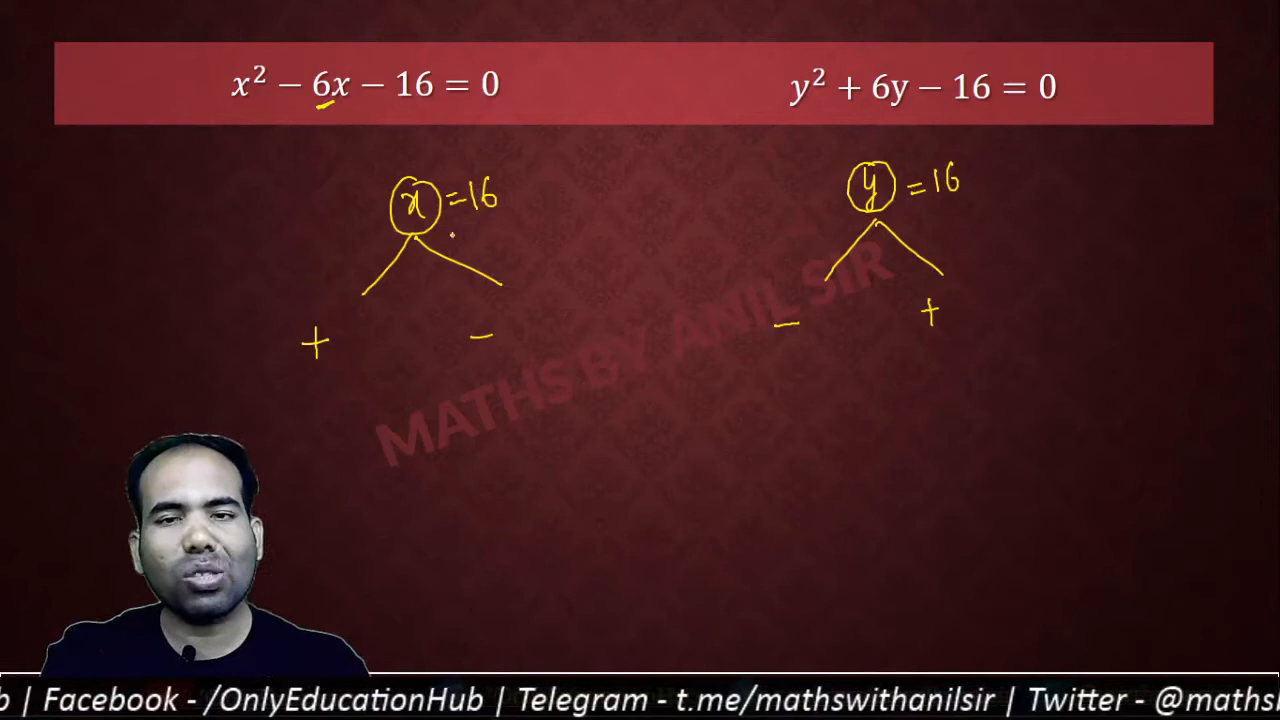 x² − 6x − 16 = 0
y² + 6y − 16 = 0
x = 16
y = 16
+ −
− +
MATHS BY ANIL SIR
b | Facebook - /OnlyEducationHub | Telegram - t.me/mathswithanilsir | Twitter - @maths